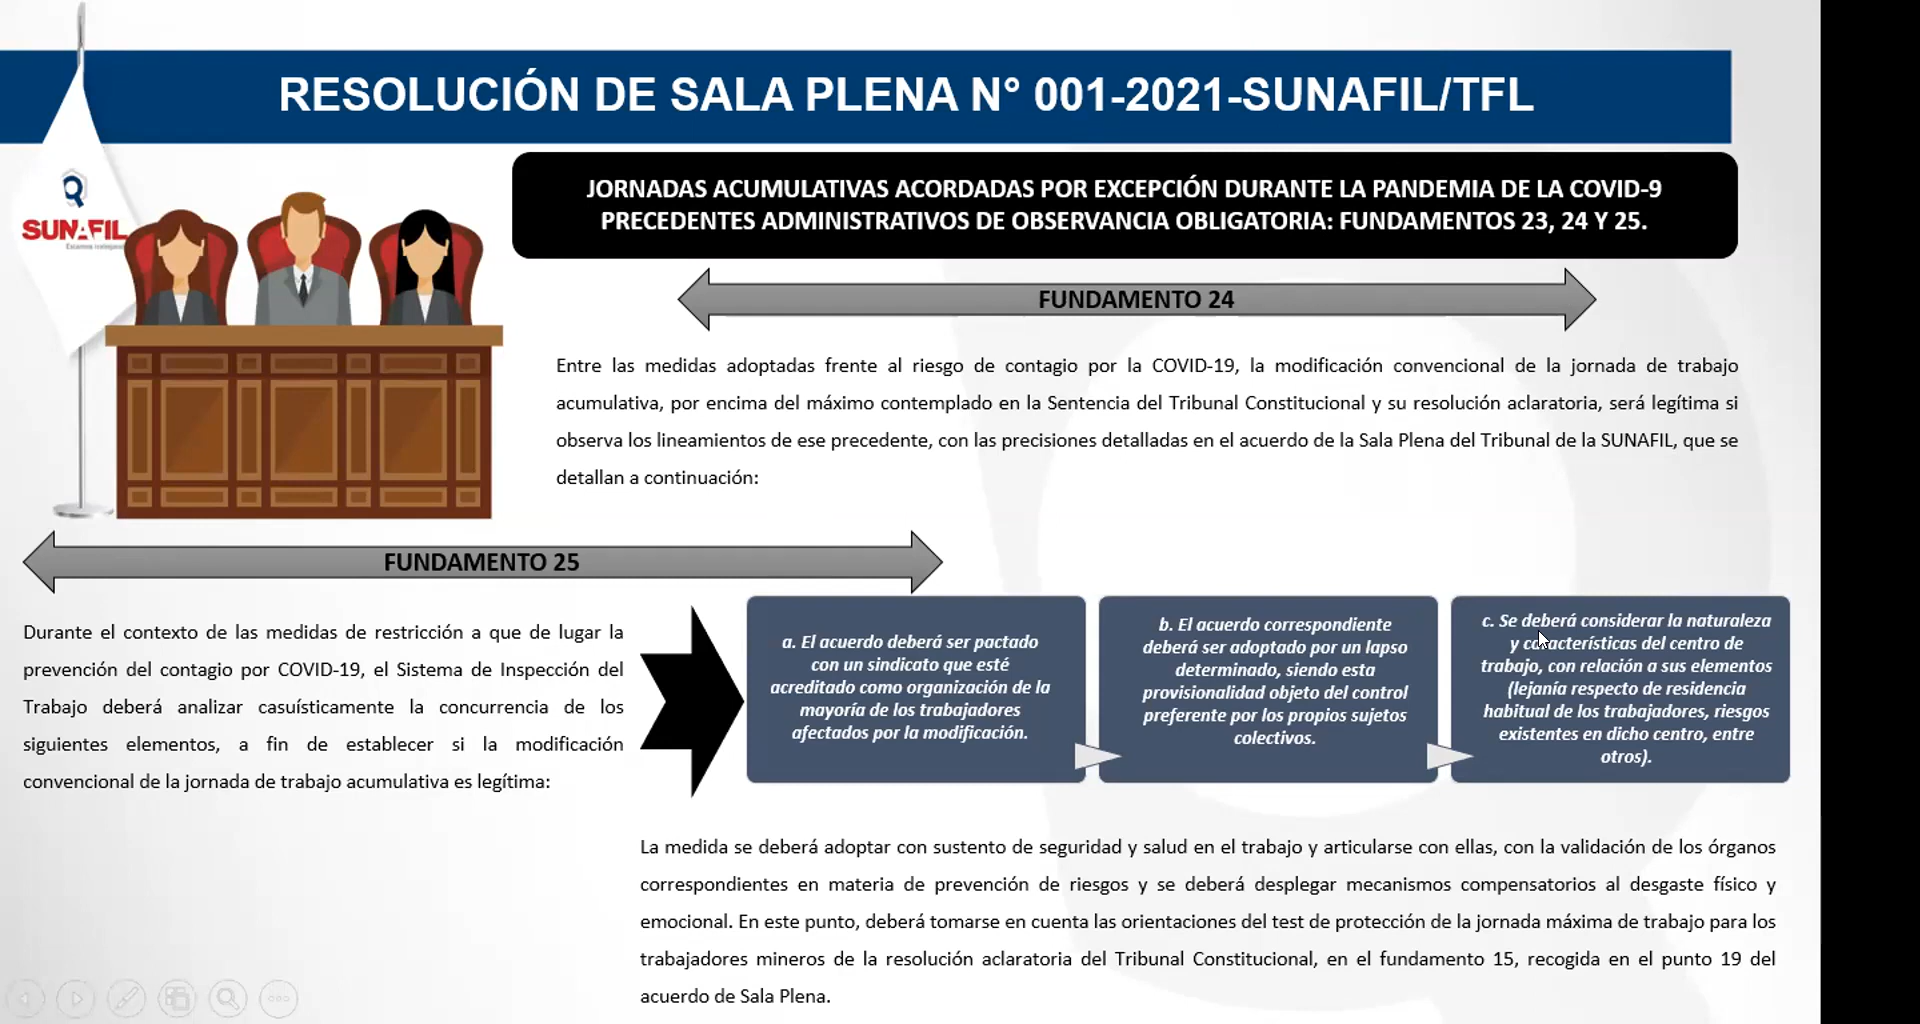 RESOLUCIÓN DE SALA PLENA N° 001-2021-SUNAFIL/TFL
SUNAFIL
JORNADAS ACUMULATIVAS ACORDADAS POR EXCEPCIÓN DURANTE LA PANDEMIA DE LA COVID-9
PRECEDENTES ADMINISTRATIVOS DE OBSERVANCIA OBLIGATORIA: FUNDAMENTOS 23, 24 Y 25.
FUNDAMENTO 24
Entre las medidas adoptadas frente al riesgo de contagio por la COVID-19, la modificación convencional de la jornada de trabajo
acumulativa, por encima del máximo contemplado en la Sentencia del Tribunal Constitucional y su resolución aclaratoria, será legítima si
observa los lineamientos de ese precedente, con las precisiones detalladas en el acuerdo de la Sala Plena del Tribunal de la SUNAFIL, que se
detallan a continuación:
FUNDAMENTO 25
Durante el contexto de las medidas de restricción a que de lugar la
prevención del contagio por COVID-19, el Sistema de Inspección del
Trabajo deberá analizar casuísticamente la concurrencia de los
siguientes elementos, a fin de establecer si la modificación
convencional de la jornada de trabajo acumulativa es legítima:
a. El acuerdo deberá ser pactado
con un sindicato que esté
acreditado como organización de la
mayoría de los trabajadores
afectados por la modificación.
b. El acuerdo correspondiente
deberá ser adoptado por un lapso
determinado, siendo esta
provisionalidad objeto del control
preferente por los propios sujetos
colectivos.
c. Se deberá considerar la naturaleza
y características del centro de
trabajo, con relación a sus elementos
(lejanía respecto de residencia
habitual de los trabajadores, riesgos
existentes en dicho centro, entre
otros).
La medida se deberá adoptar con sustento de seguridad y salud en el trabajo y articularse con ellas, con la validación de los órganos
correspondientes en materia de prevención de riesgos y se deberá desplegar mecanismos compensatorios al desgaste físico y
emocional. En este punto, deberá tomarse en cuenta las orientaciones del test de protección de la jornada máxima de trabajo para los
trabajadores mineros de la resolución aclaratoria del Tribunal Constitucional, en el fundamento 15, recogida en el punto 19 del
acuerdo de Sala Plena.